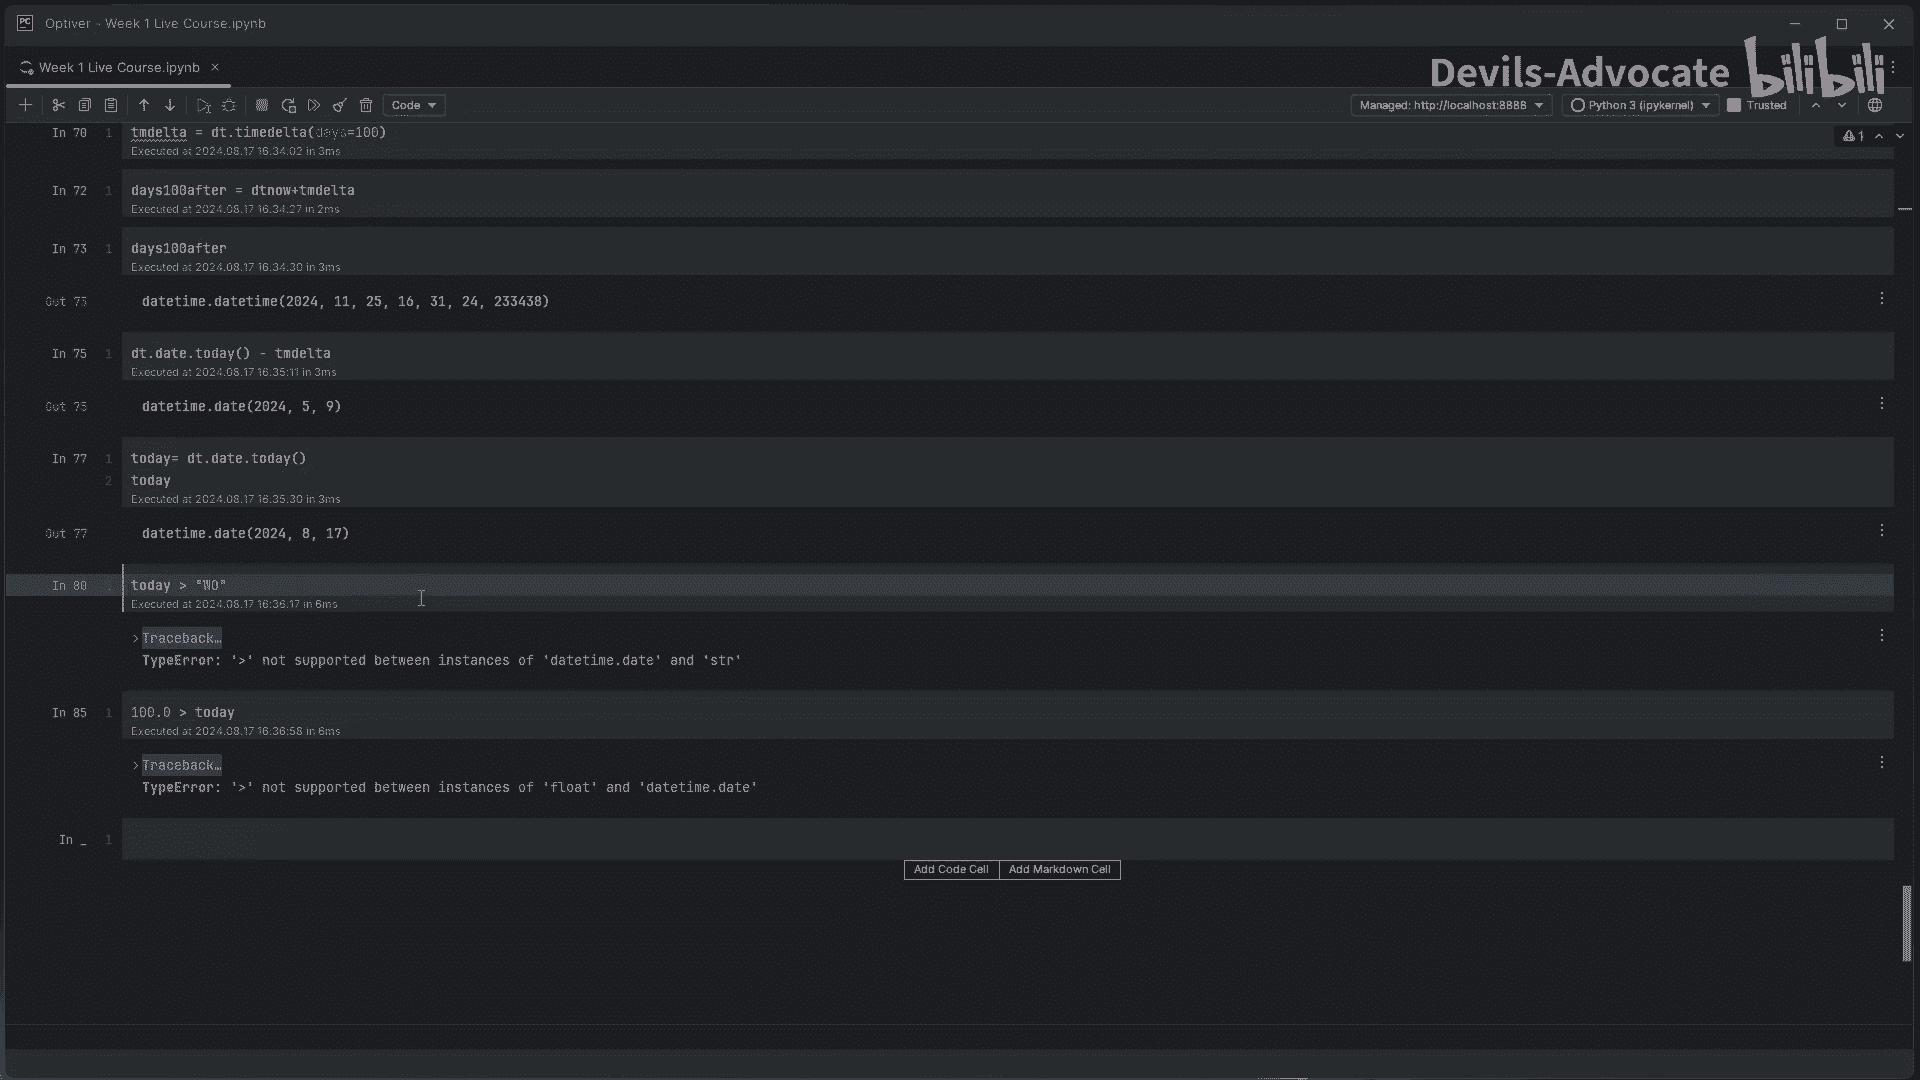 Optiver - Week 1 Live Course.ipynb
Week 1 Live Course.ipynb
Devils-Advocate bilibili
Code
Managed: http://localhost:8888
Python 3 (ipykernel)
Trusted
In 70 1 tmdelta = dt.timedelta(days=100)
Executed at 2024.08.17 16:34:02 in 3ms
1
In 72 1 days100after = dtnow+tmdelta
Executed at 2024.08.17 16:34:27 in 2ms
In 73 1 days100after
Executed at 2024.08.17 16:34:30 in 3ms
Out 73 datetime.datetime(2024, 11, 25, 16, 31, 24, 233438)
In 75 1 dt.date.today() - tmdelta
Executed at 2024.08.17 16:35:11 in 3ms
Out 75 datetime.date(2024, 5, 9)
In 77 1 today= dt.date.today()
2 today
Executed at 2024.08.17 16:35:30 in 3ms
Out 77 datetime.date(2024, 8, 17)
In 80 today > "WO"
Executed at 2024.08.17 16:36:17 in 6ms
> Traceback…
TypeError: '>' not supported between instances of 'datetime.date' and 'str'
In 85 1 100.0 > today
Executed at 2024.08.17 16:36:58 in 6ms
> Traceback…
TypeError: '>' not supported between instances of 'float' and 'datetime.date'
In _ 1
Add Code Cell Add Markdown Cell